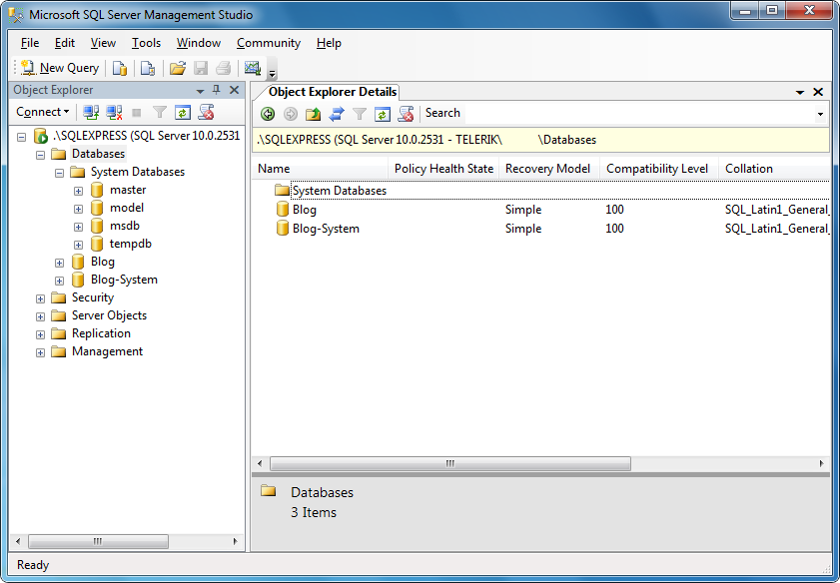 Microsoft SQL Server Management Studio
File Edit View Tools Window Community Help
New Query
Object Explorer
Connect
.\SQLEXPRESS (SQL Server 10.0.2531
Databases
System Databases
master
model
msdb
tempdb
Blog
Blog-System
Security
Server Objects
Replication
Management
Object Explorer Details
Search
.\SQLEXPRESS (SQL Server 10.0.2531 - TELERIK\ \Databases
Name Policy Health State Recovery Model Compatibility Level Collation
System Databases
Blog Simple 100 SQL_Latin1_General_
Blog-System Simple 100 SQL_Latin1_General_
Databases
3 Items
Ready